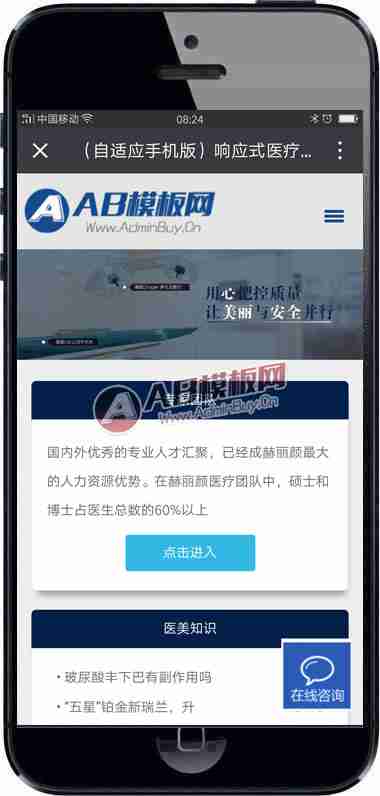 中国移动
08:24
（自适应手机版）响应式医疗...
AB模板网
Www.AdminBuy.Cn
用心把控质量
让美丽与安全并行
专家团队
AB模板网
Www.AdminBuy.Cn
国内外优秀的专业人才汇聚，已经成赫丽颜最大
的人力资源优势。在赫丽颜医疗团队中，硕士和
博士占医生总数的60%以上
点击进入
医美知识
· 玻尿酸丰下巴有副作用吗
· “五星”铂金新瑞兰，升
在线咨询